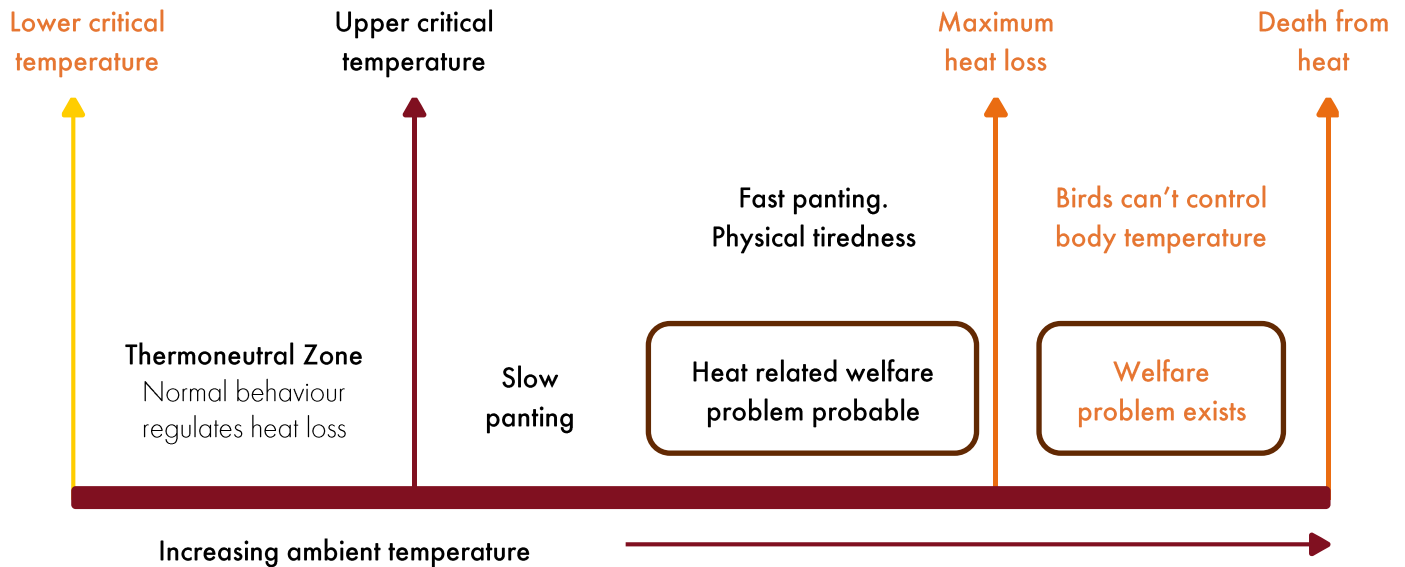 Lower critical
temperature
Upper critical
temperature
Maximum
heat loss
Death from
heat
Fast panting.
Physical tiredness
Birds can’t control
body temperature
Thermoneutral Zone
Normal behaviour
regulates heat loss
Slow
panting
Heat related welfare
problem probable
Welfare
problem exists
Increasing ambient temperature